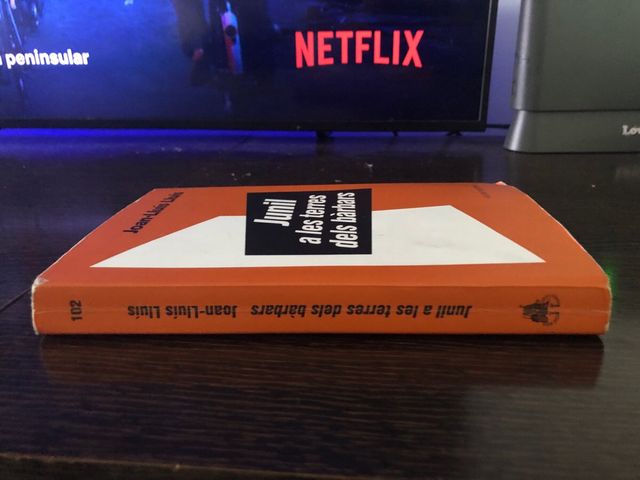 peninsular
NETFLIX
Joan-Lluís Lluís
Junil
a les terres
dels bàrbars
Junil a les terres dels bàrbars Joan-Lluís Lluís
102